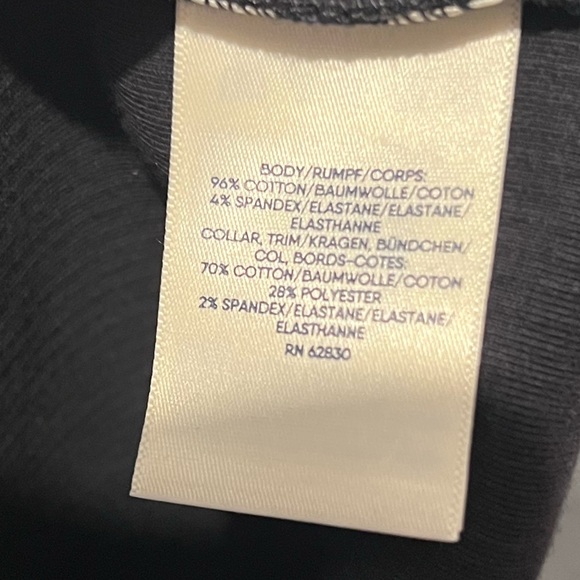 BODY/RUMPF/CORPS:
96% COTTON/BAUMWOLLE/COTON
4% SPANDEX/ELASTANE/ELASTANE/
ELASTHANNE
COLLAR, TRIM/KRAGEN, BÜNDCHEN/
COL, BORDS-COTES:
70% COTTON/BAUMWOLLE/COTON
28% POLYESTER
2% SPANDEX/ELASTANE/ELASTANE/
ELASTHANNE
RN 62830